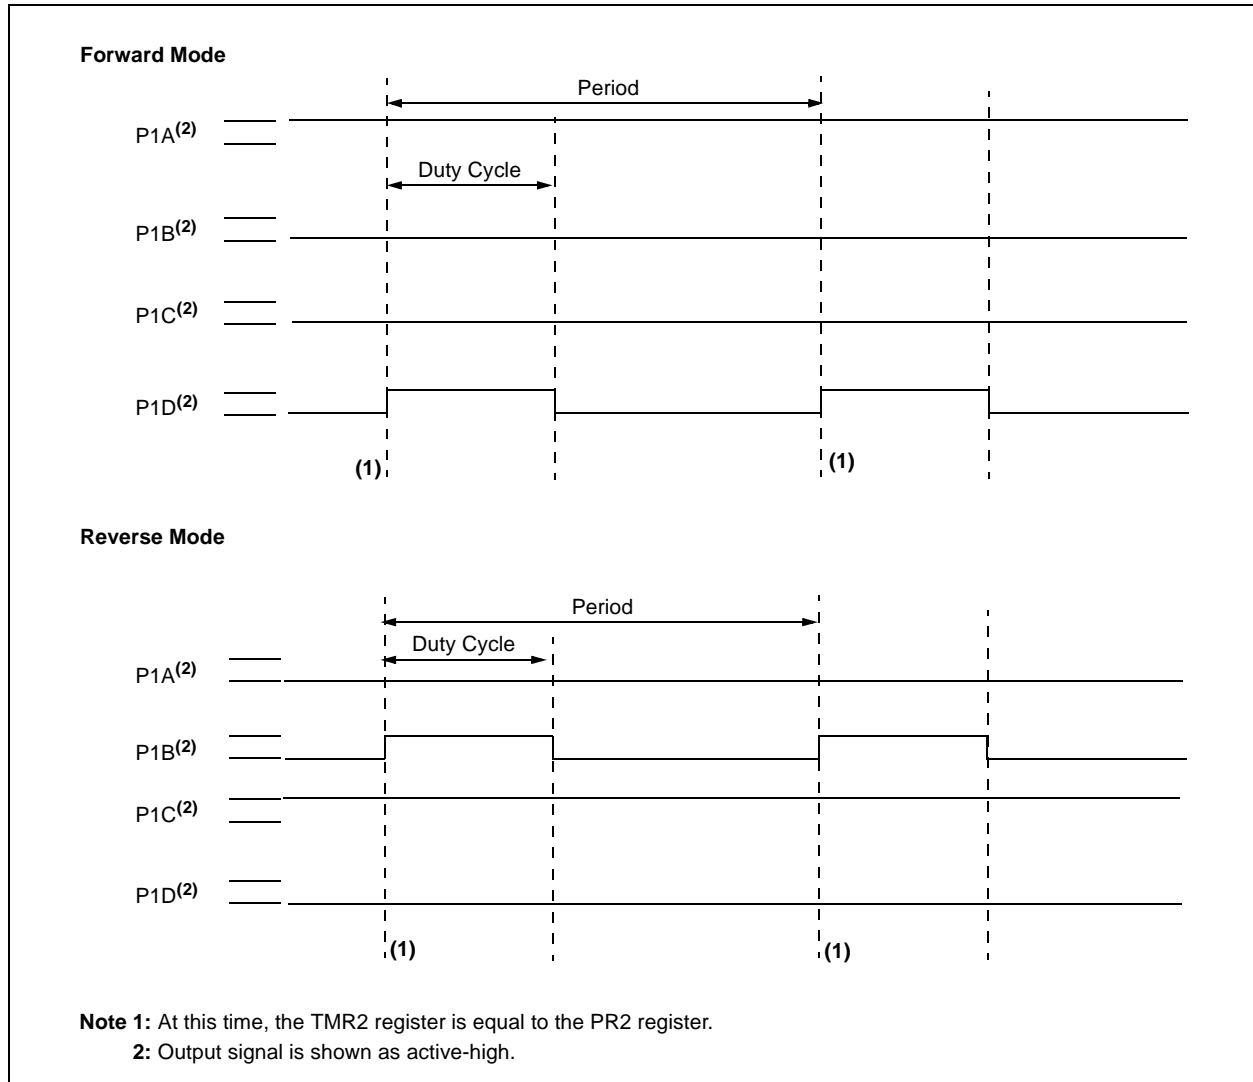 Forward Mode
Period
P1A(2)
Duty Cycle
P1B(2)
P1C(2)
P1D(2)
(1)
(1)
Reverse Mode
Period
Duty Cycle
P1A(2)
P1B(2)
P1C(2)
P1D(2)
(1)
(1)
Note 1: At this time, the TMR2 register is equal to the PR2 register.
2: Output signal is shown as active-high.